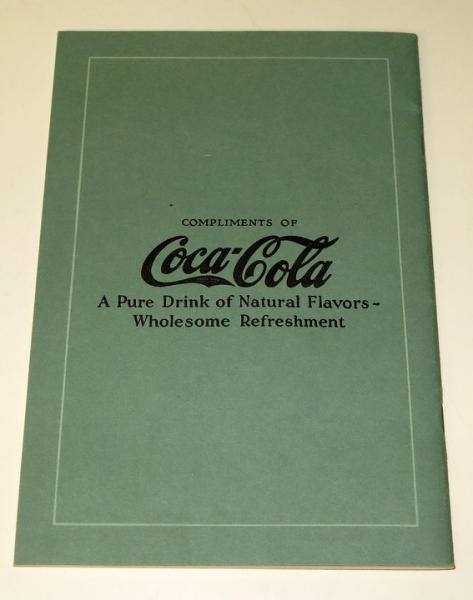 COMPLIMENTS OF
Coca-Cola
A Pure Drink of Natural Flavors~
Wholesome Refreshment